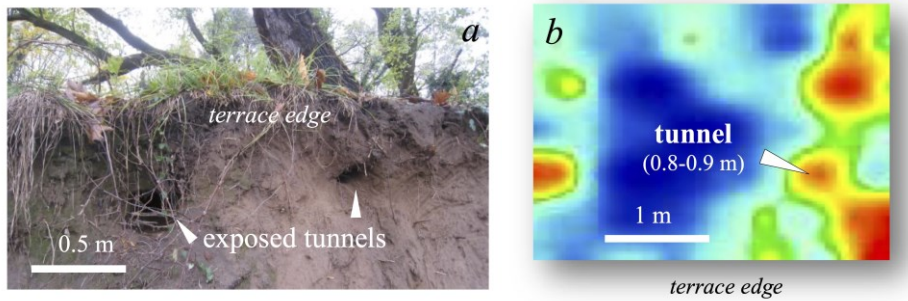 a
terrace edge
exposed tunnels
0.5 m
b
tunnel
(0.8-0.9 m)
1 m
terrace edge